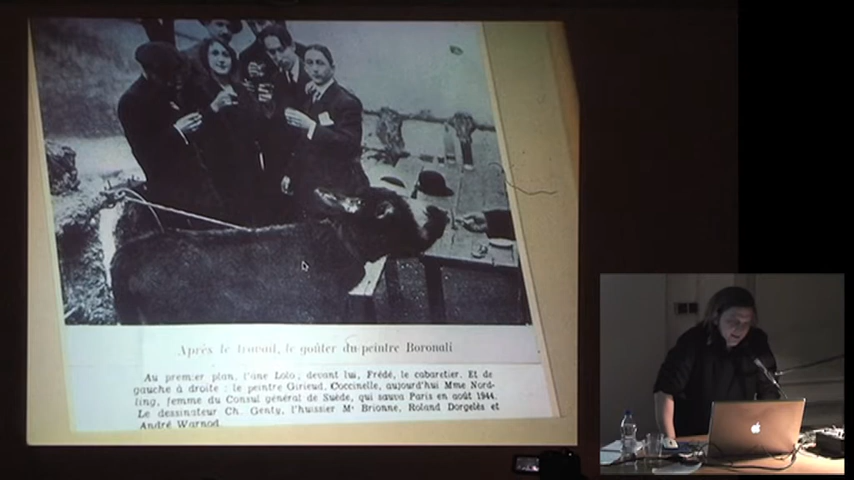 Après le travail, le goûter du peintre Boronali
Au premier plan, l'âne Lolo; devant lui, Frédé, le cabaretier. Et de
gauche à droite : le peintre Girieud, Coccinelle, aujourd'hui Mme Nord-
ling, femme du Consul général de Suède, qui sauva Paris en août 1944.
Le dessinateur Ch. Genty, l'huissier Mᵉ Brionne, Roland Dorgelès et
André Warnod